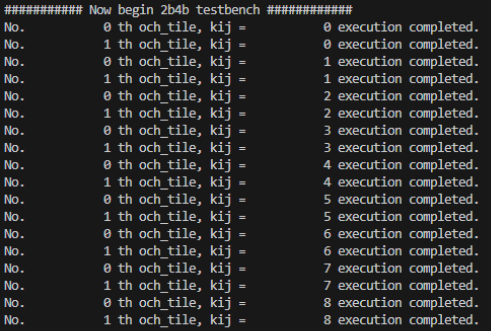 ########### Now begin 2b4b testbench ############
No.          0 th och_tile, kij =          0 execution completed.
No.          1 th och_tile, kij =          0 execution completed.
No.          0 th och_tile, kij =          1 execution completed.
No.          1 th och_tile, kij =          1 execution completed.
No.          0 th och_tile, kij =          2 execution completed.
No.          1 th och_tile, kij =          2 execution completed.
No.          0 th och_tile, kij =          3 execution completed.
No.          1 th och_tile, kij =          3 execution completed.
No.          0 th och_tile, kij =          4 execution completed.
No.          1 th och_tile, kij =          4 execution completed.
No.          0 th och_tile, kij =          5 execution completed.
No.          1 th och_tile, kij =          5 execution completed.
No.          0 th och_tile, kij =          6 execution completed.
No.          1 th och_tile, kij =          6 execution completed.
No.          0 th och_tile, kij =          7 execution completed.
No.          1 th och_tile, kij =          7 execution completed.
No.          0 th och_tile, kij =          8 execution completed.
No.          1 th och_tile, kij =          8 execution completed.